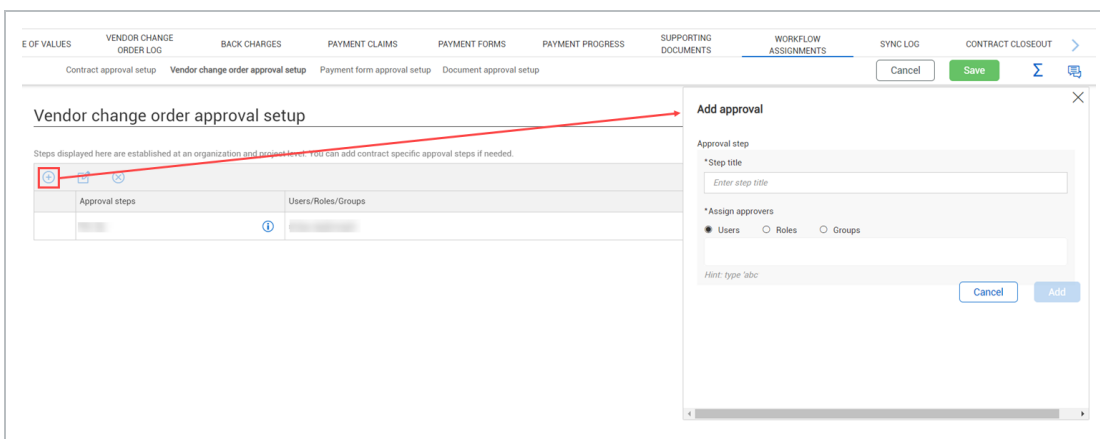 E OF VALUES
VENDOR CHANGE
ORDER LOG
BACK CHARGES
PAYMENT CLAIMS
PAYMENT FORMS
PAYMENT PROGRESS
SUPPORTING
DOCUMENTS
WORKFLOW
ASSIGNMENTS
SYNC LOG
CONTRACT CLOSEOUT
Contract approval setup Vendor change order approval setup Payment form approval setup Document approval setup
Cancel
Save
Σ
Vendor change order approval setup
Steps displayed here are established at an organization and project level. You can add contract specific appoval steps if needed.
Approval steps
Users/Roles/Groups
Add approval
Approval step
*Step title
Enter step title
*Assign approvers
Users Roles Groups
Hint: type 'abc
Cancel
Add